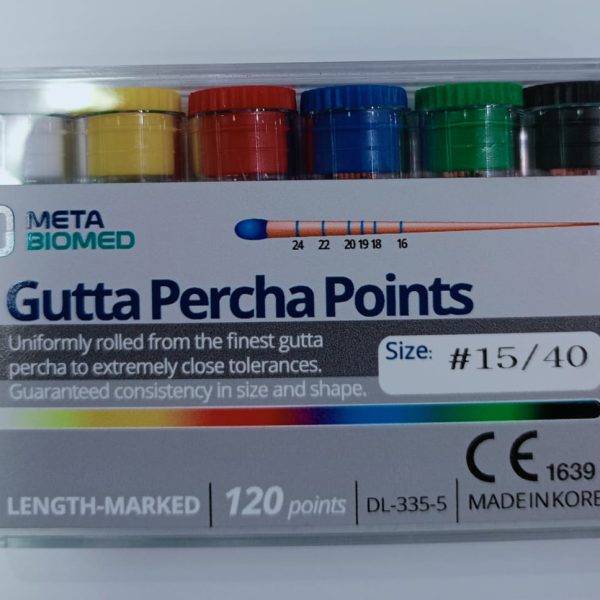 META
BIOMED
24 22 20 19 18 16
Gutta Percha Points
Uniformly rolled from the finest gutta
percha to extremely close tolerances.
Guaranteed consistency in size and shape.
Size: #15/40
CE 1639
LENGTH-MARKED 120 points DL-335-5 MADE IN KORE